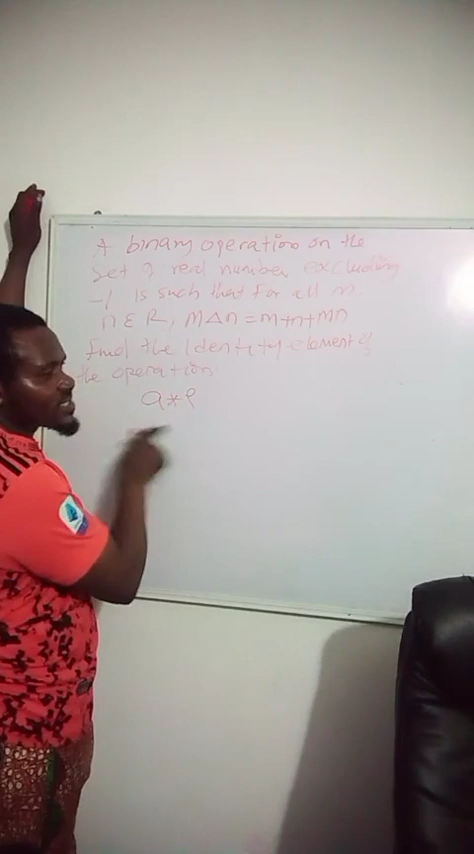 A binary operation on the
set of real number excluding
-1 is such that for all m
n ∈ R, m∆n = m+n+mn
find the identity element of
the operation
a*e